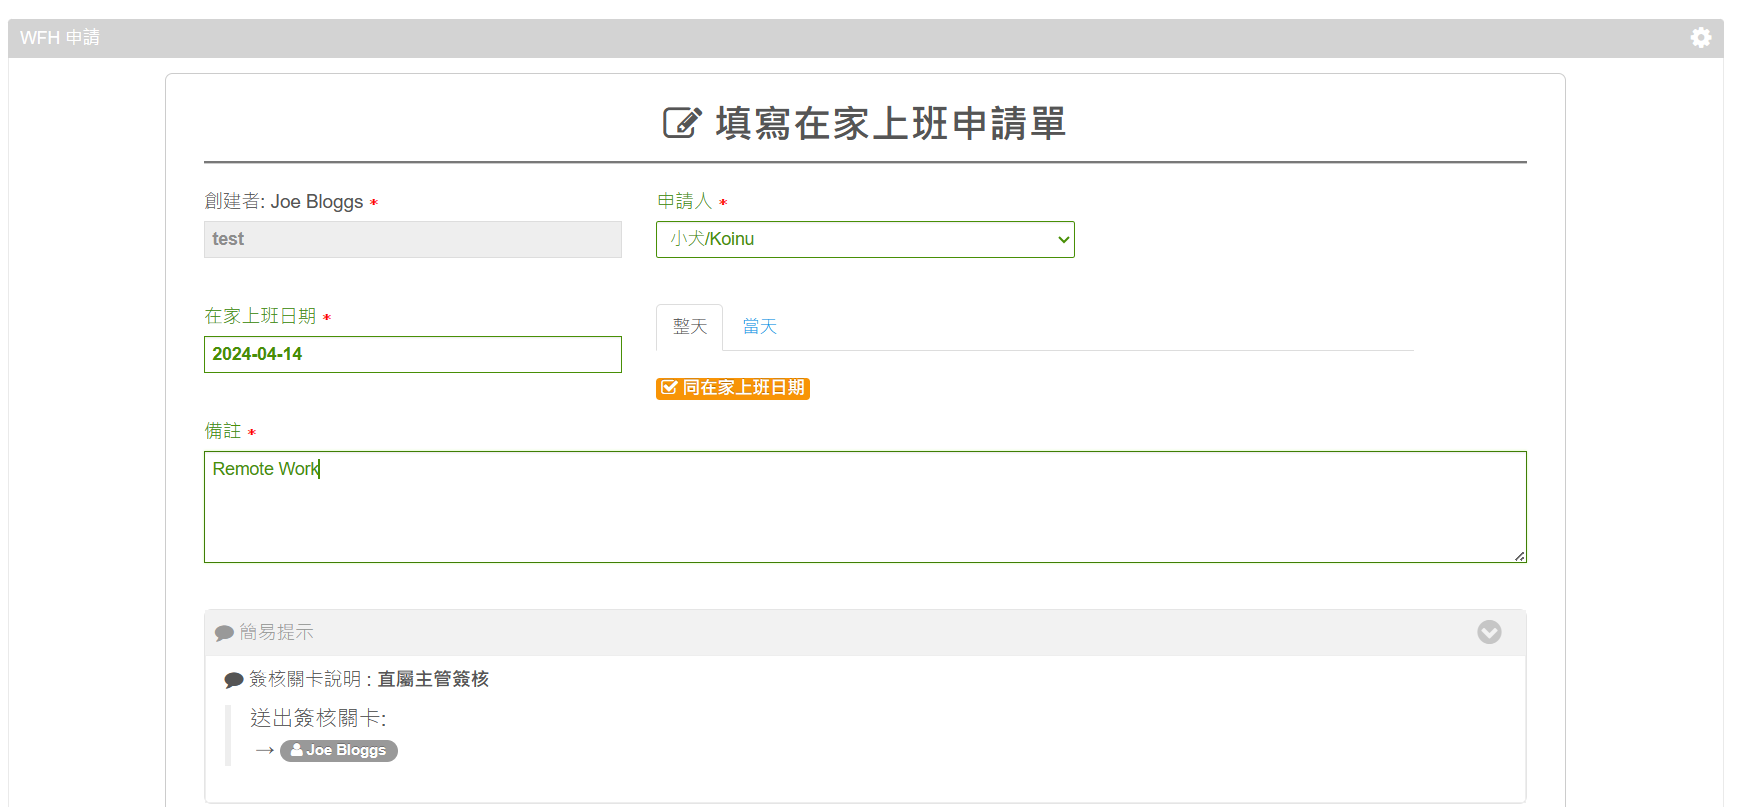 WFH 申請
填寫在家上班申請單
創建者: Joe Bloggs *
申請人 *
test
小犬/Koinu
在家上班日期 *
整天 當天
2024-04-14
同在家上班日期
備註 *
Remote Work
簡易提示
簽核關卡說明 : 直屬主管簽核
送出簽核關卡:
→ Joe Bloggs